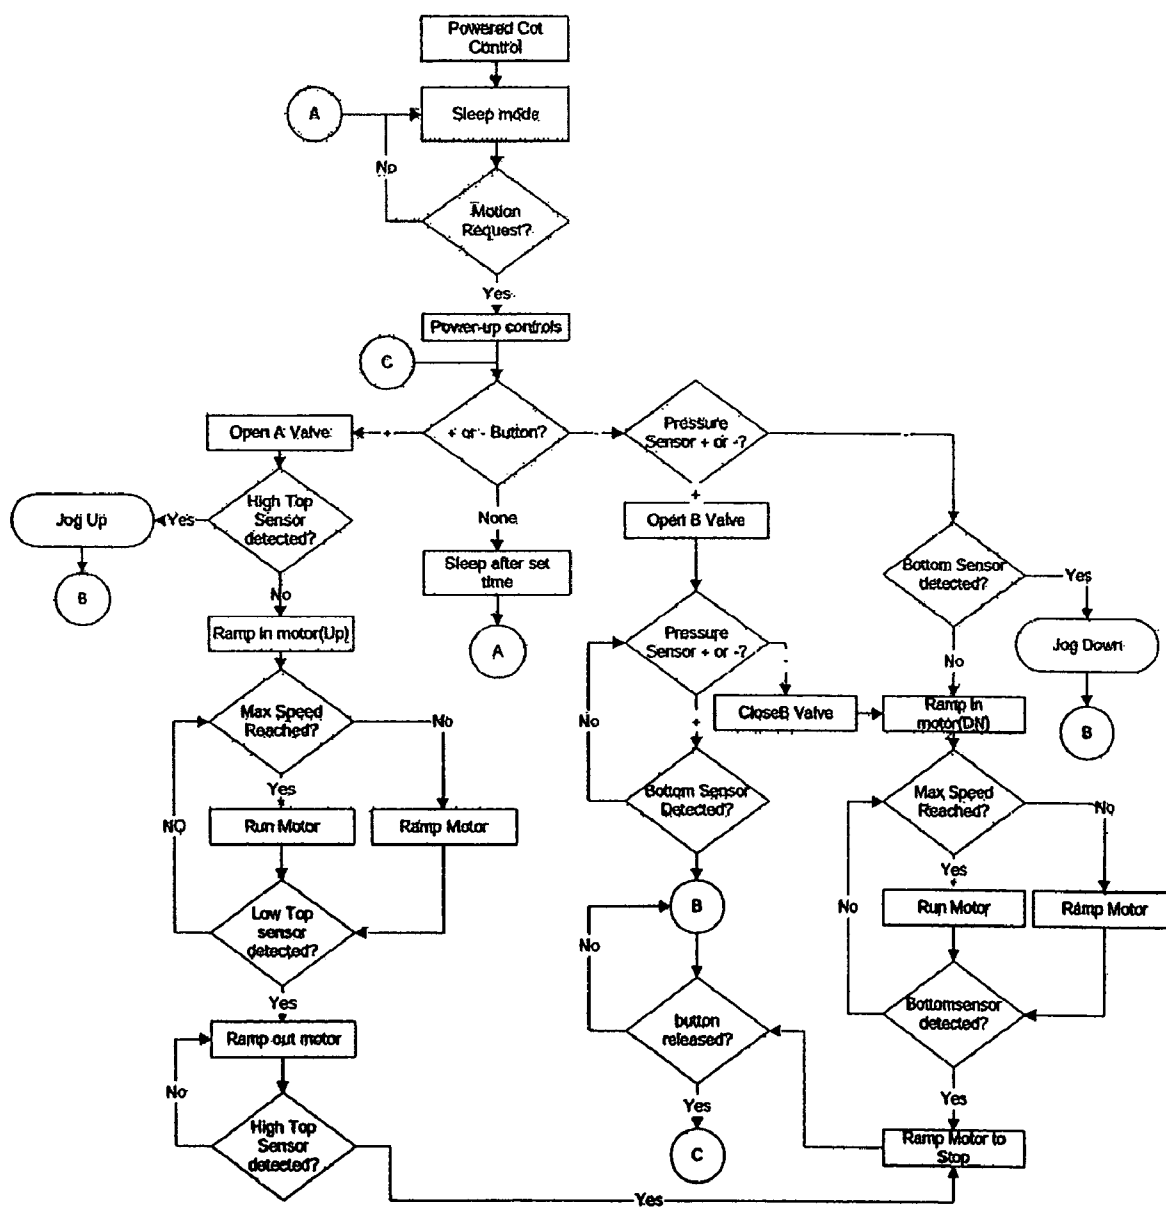 Powered Cot
Control
A
Sleep mode
No
Motion
Request?
Yes
Power-up controls
C
Open A Valve
+
+ or - Button?
-
Pressure
Sensor + or -?
-
+
Jog Up
Yes
High Top
Sensor
detected?
None
Open B Valve
Bottom Sensor
detected?
Yes
B
No
Sleep after set
time
Ramp in motor(Up)
A
Pressure
Sensor + or -?
-
No
Jog Down
Max Speed
Reached?
No
No
+
CloseB Valve
Ramp in
motor(DN)
B
Yes
Bottom Sensor
Detected?
Max Speed
Reached?
No
NO
Run Motor
Ramp Motor
Yes
Low Top
sensor
detected?
B
No
Run Motor
Ramp Motor
No
Yes
button
released?
Bottomsensor
detected?
Ramp out motor
No
Yes
Yes
High Top
Sensor
detected?
C
Ramp Motor to
Stop
Yes